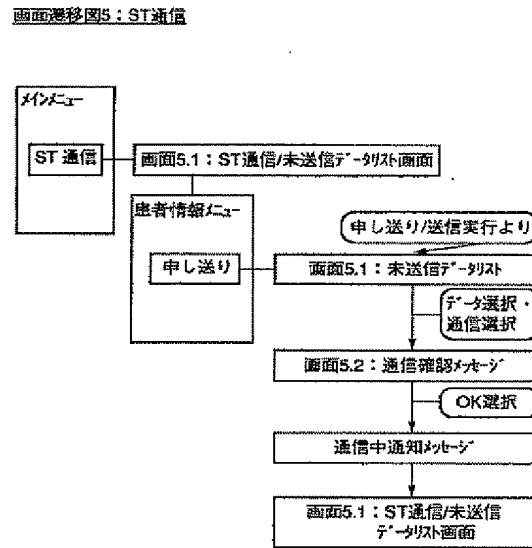 画面遷移図5：ST通信
メインメニュー
ST 通信
画面5.1：ST通信/未送信データリスト画面
患者情報メニュー
申し送り/送信実行より
申し送り
画面5.1：未送信データリスト
データ選択・
通信選択
画面5.2：通信確認メッセージ
OK選択
通信中通知メッセージ
画面5.1：ST通信/未送信
データリスト画面